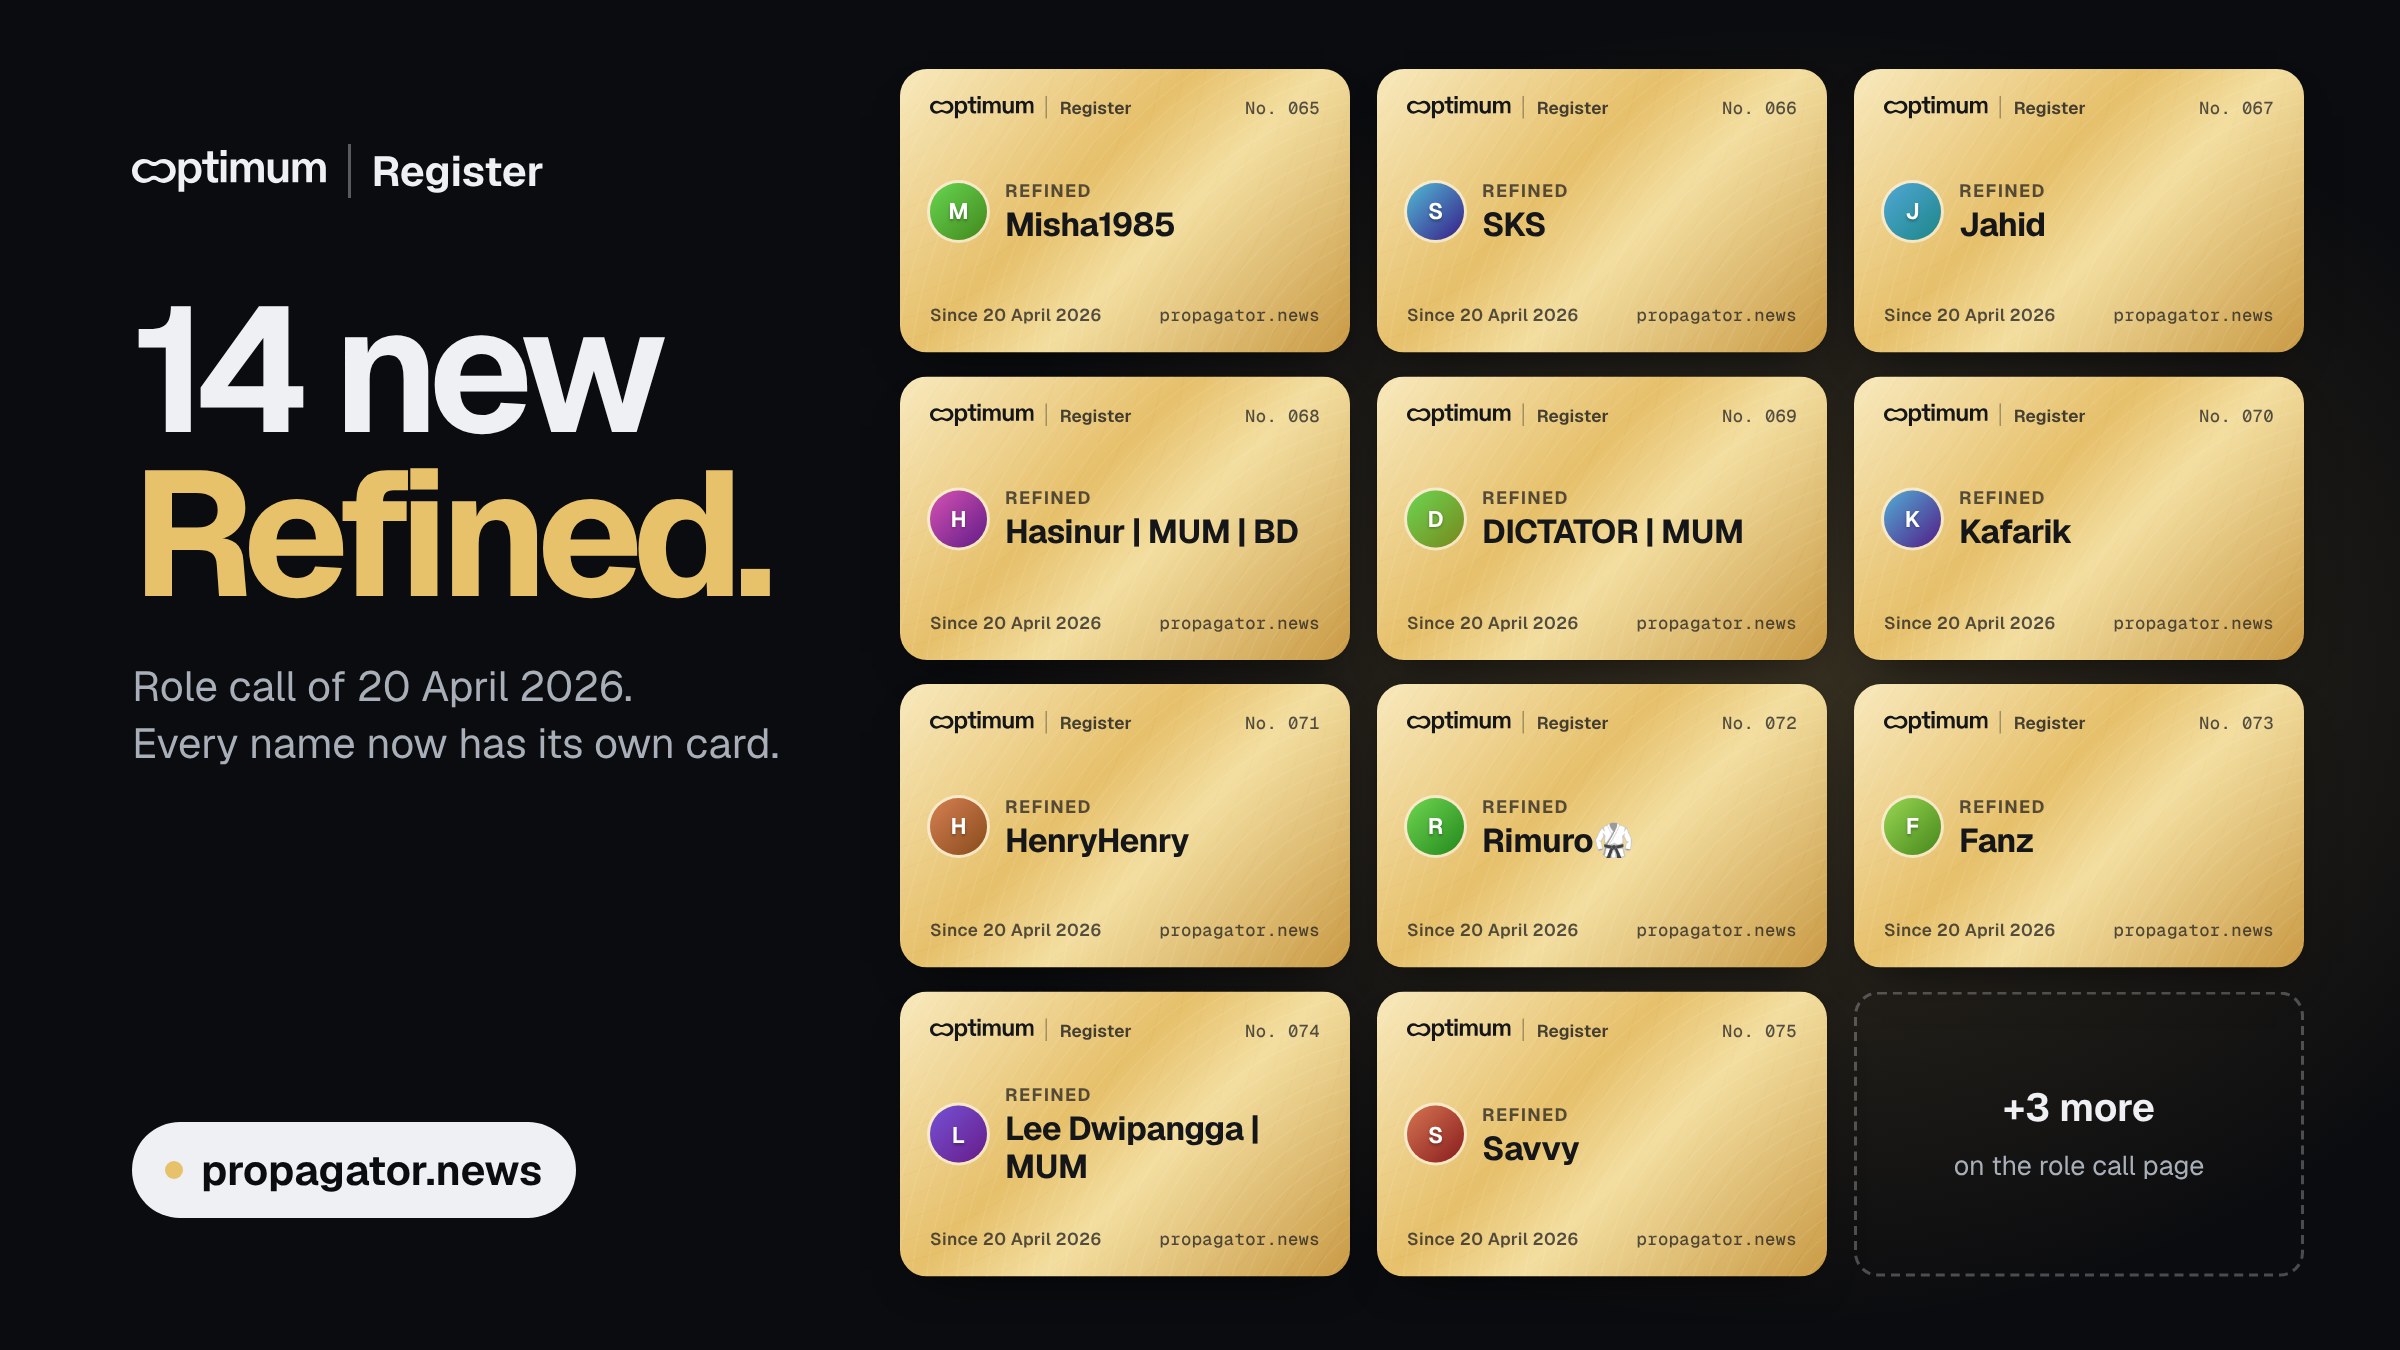 optimum | Register
14 new
Refined.
Role call of 20 April 2026.
Every name now has its own card.
propagator.news
optimum | Register No. 065
REFINED
M Misha1985
Since 20 April 2026 propagator.news
optimum | Register No. 066
REFINED
S SKS
Since 20 April 2026 propagator.news
optimum | Register No. 067
REFINED
J Jahid
Since 20 April 2026 propagator.news
optimum | Register No. 068
REFINED
H Hasinur | MUM | BD
Since 20 April 2026 propagator.news
optimum | Register No. 069
REFINED
D DICTATOR | MUM
Since 20 April 2026 propagator.news
optimum | Register No. 070
REFINED
K Kafarik
Since 20 April 2026 propagator.news
optimum | Register No. 071
REFINED
H HenryHenry
Since 20 April 2026 propagator.news
optimum | Register No. 072
REFINED
R Rimuro🥋
Since 20 April 2026 propagator.news
optimum | Register No. 073
REFINED
F Fanz
Since 20 April 2026 propagator.news
optimum | Register No. 074
REFINED
L Lee Dwipangga |
MUM
Since 20 April 2026 propagator.news
optimum | Register No. 075
REFINED
S Savvy
Since 20 April 2026 propagator.news
+3 more
on the role call page